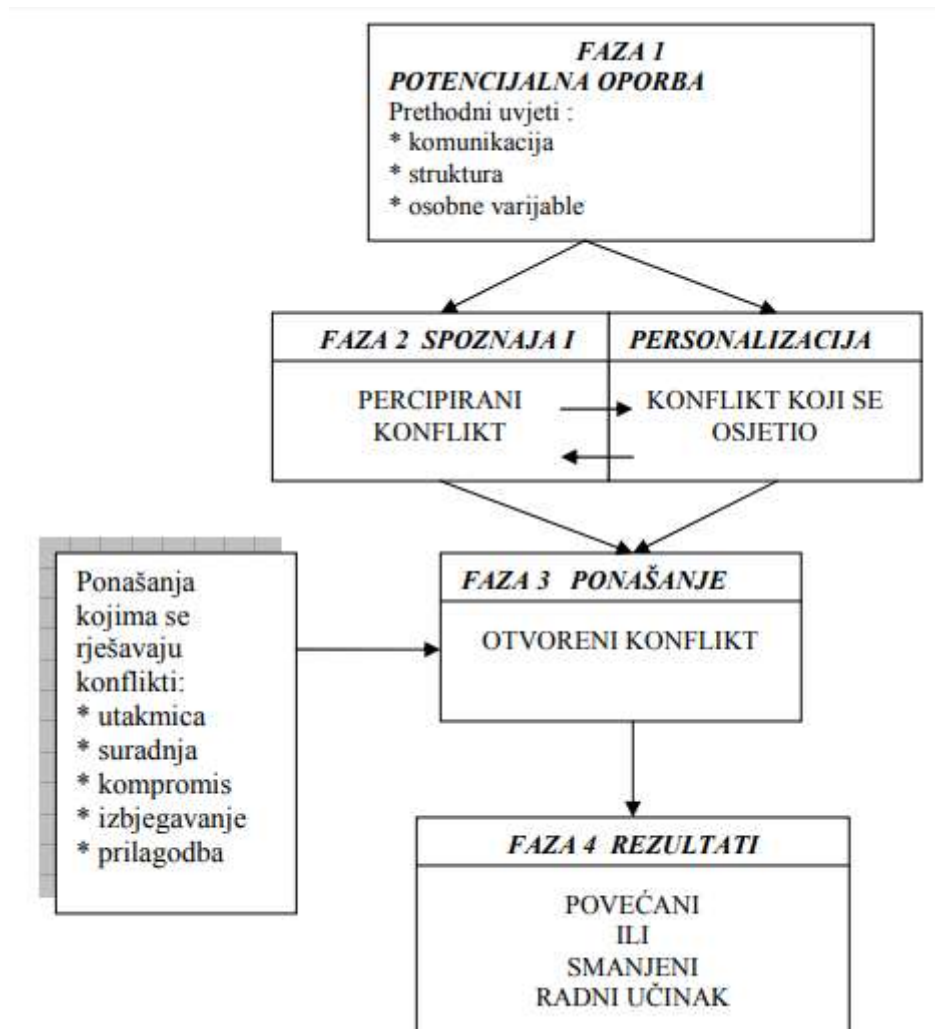 FAZA 1
POTENCIJALNA OPORBA
Prethodni uvjeti :
* komunikacija
* struktura
* osobne varijable
FAZA 2 SPOZNAJA I
PERSONALIZACIJA
PERCIPIRANI
KONFLIKT
KONFLIKT KOJI SE
OSJETIO
Ponašanja
kojima se
rješavaju
konflikti:
* utakmica
* suradnja
* kompromis
* izbjegavanje
* prilagodba
FAZA 3 PONAŠANJE
OTVORENI KONFLIKT
FAZA 4 REZULTATI
POVEĆANI
ILI
SMANJENI
RADNI UČINAK